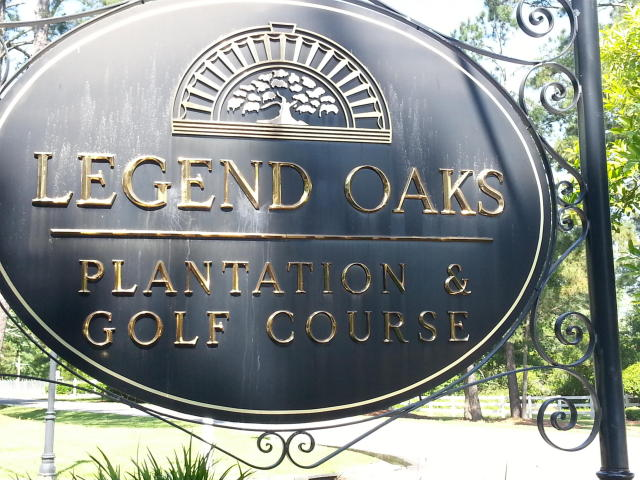 LEGEND OAKS
PLANTATION &
GOLF COURSE